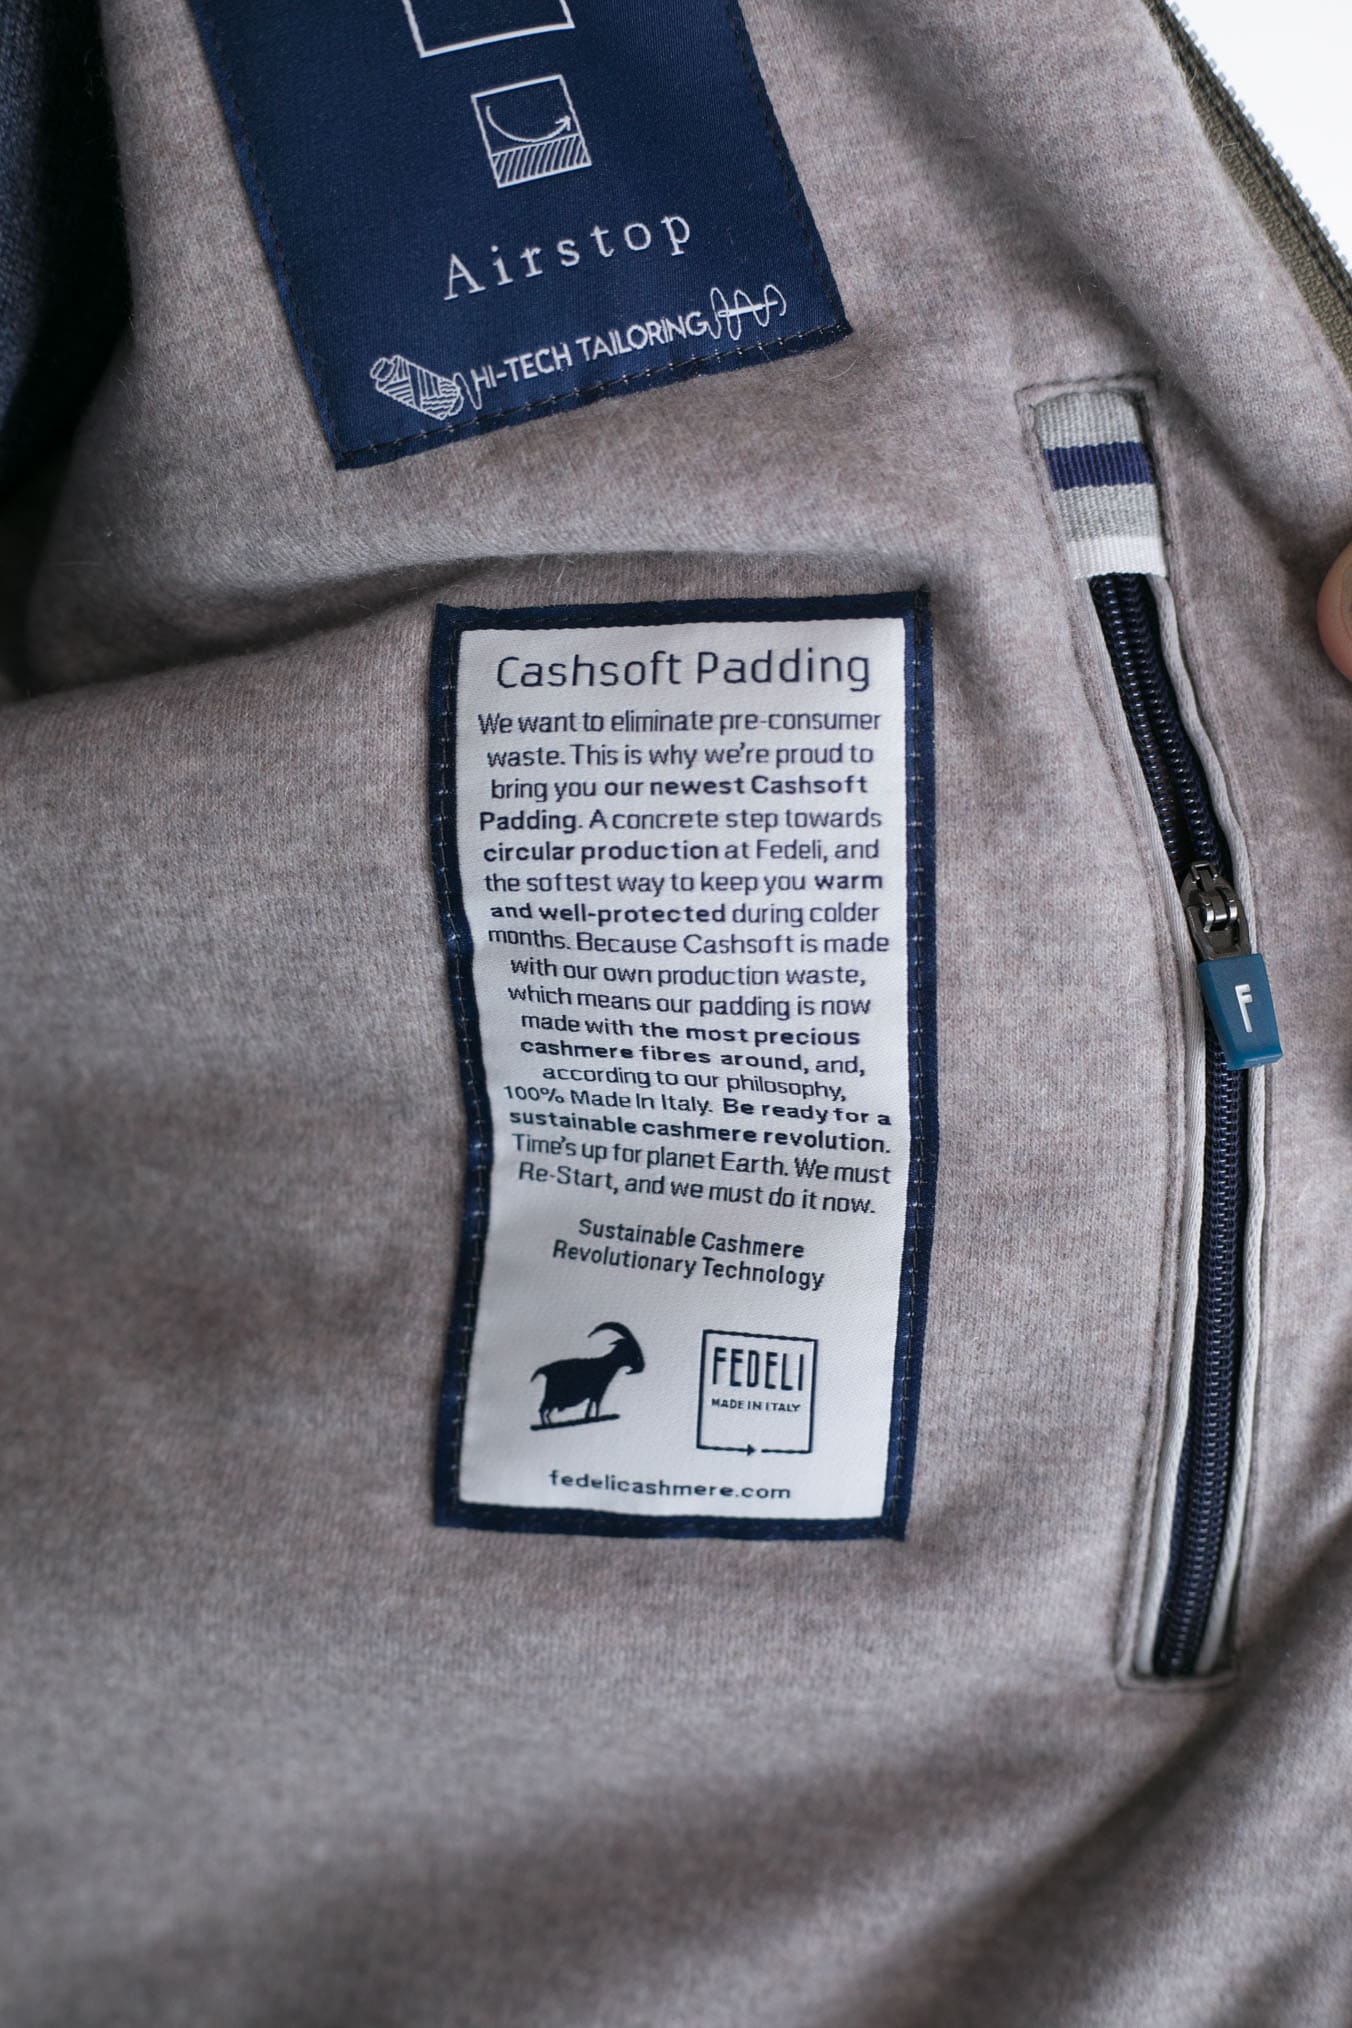 Airstop
HI-TECH TAILORING
Cashsoft Padding
We want to eliminate pre-consumer
waste. This is why we're proud to
bring you our newest Cashsoft
Padding. A concrete step towards
circular production at Fedeli, and
the softest way to keep you warm
and well-protected during colder
months. Because Cashsoft is made
with our own production waste,
which means our padding is now
made with the most precious
cashmere fibres around, and,
according to our philosophy,
100% Made In Italy. Be ready for a
sustainable cashmere revolution.
Time's up for planet Earth. We must
Re-Start, and we must do it now.
Sustainable Cashmere
Revolutionary Technology
FEDELI
MADE IN ITALY
fedelicashmere.com
F